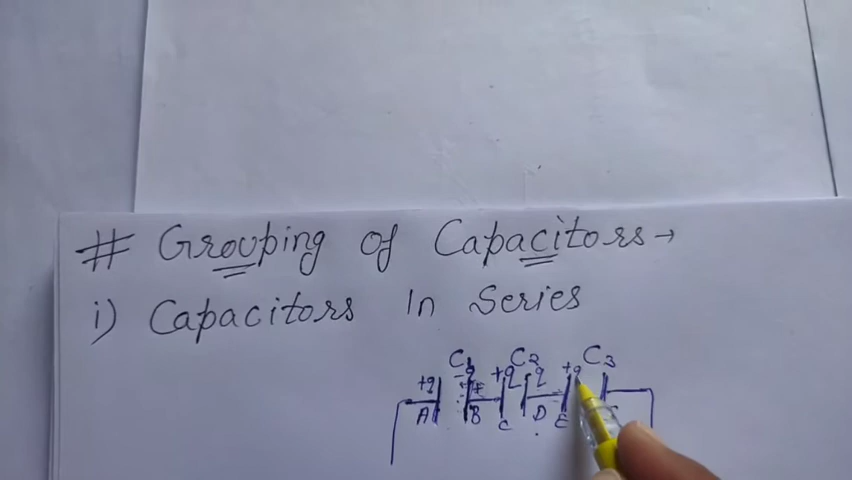 # Grouping of Capacitors→
i) Capacitors In Series
C1 C2 C3
+q -q +q -q +q
A B C D E